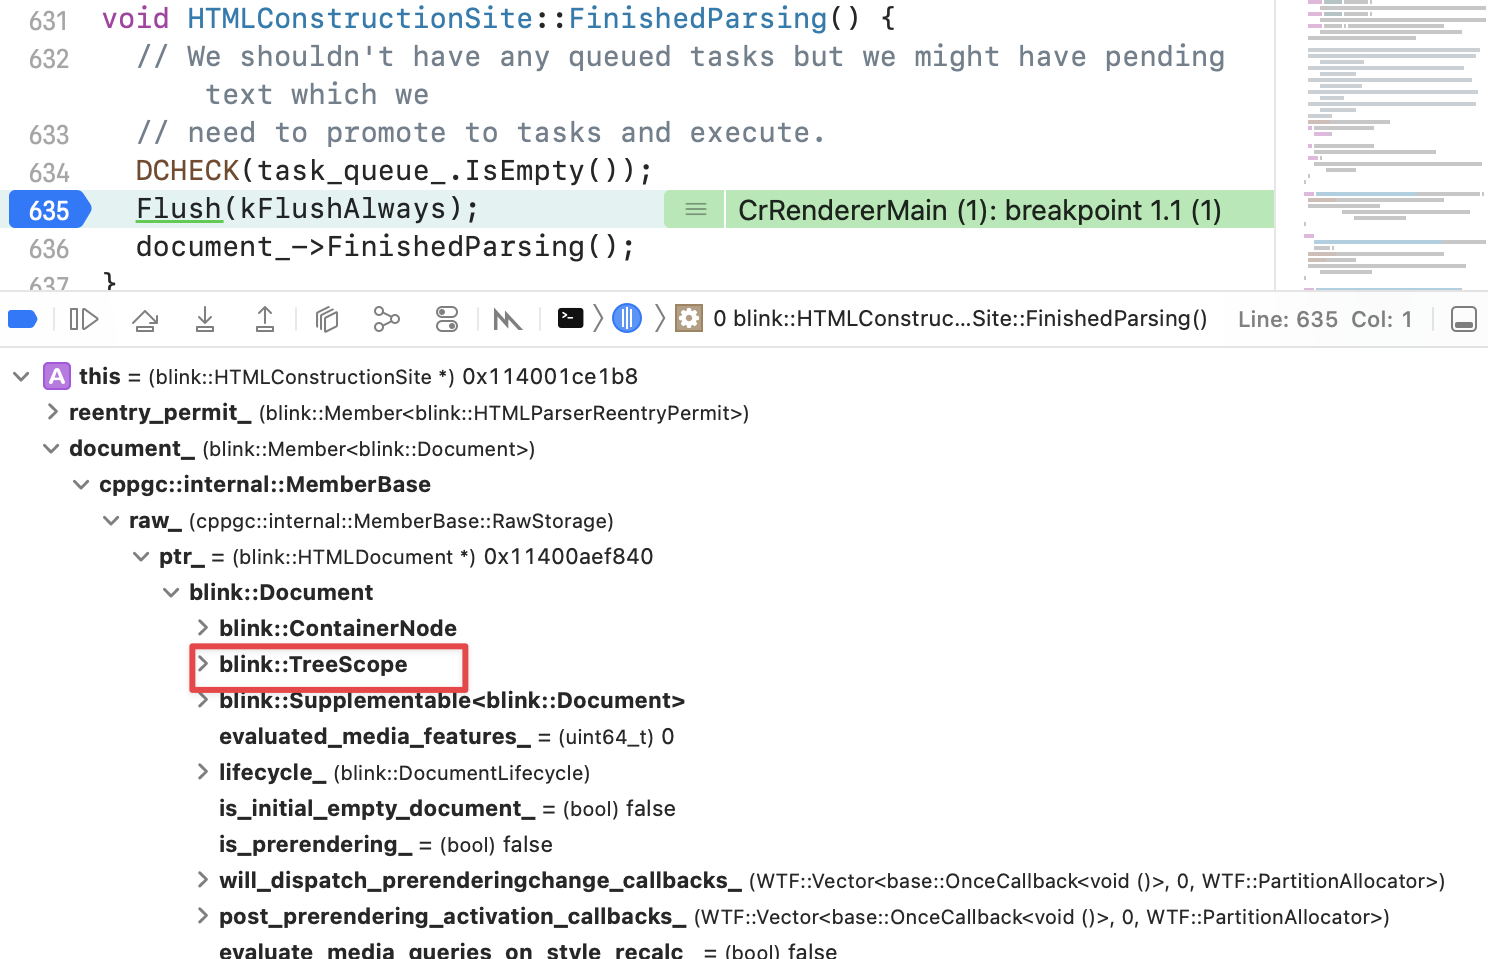 631 void HTMLConstructionSite::FinishedParsing() {
632 // We shouldn't have any queued tasks but we might have pending
text which we
633 // need to promote to tasks and execute.
634 DCHECK(task_queue_.IsEmpty());
635 Flush(kFlushAlways); CrRendererMain (1): breakpoint 1.1 (1)
636 document_->FinishedParsing();
637 }
0 blink::HTMLConstruc...Site::FinishedParsing() Line: 635 Col: 1
A this = (blink::HTMLConstructionSite *) 0x114001ce1b8
reentry_permit_ (blink::Member<blink::HTMLParserReentryPermit>)
document_ (blink::Member<blink::Document>)
cppgc::internal::MemberBase
raw_ (cppgc::internal::MemberBase::RawStorage)
ptr_ = (blink::HTMLDocument *) 0x11400aef840
blink::Document
blink::ContainerNode
blink::TreeScope
blink::Supplementable<blink::Document>
evaluated_media_features_ = (uint64_t) 0
lifecycle_ (blink::DocumentLifecycle)
is_initial_empty_document_ = (bool) false
is_prerendering_ = (bool) false
will_dispatch_prerenderingchange_callbacks_ (WTF::Vector<base::OnceCallback<void ()>, 0, WTF::PartitionAllocator>)
post_prerendering_activation_callbacks_ (WTF::Vector<base::OnceCallback<void ()>, 0, WTF::PartitionAllocator>)
evaluate_media_queries_on_style_recalc_ = (bool) false